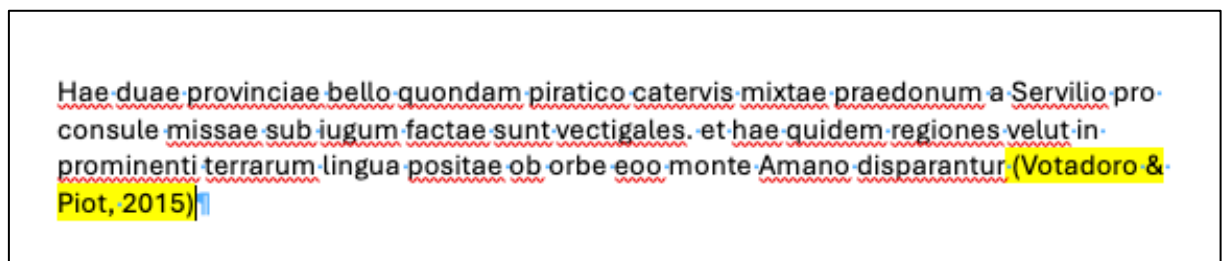 Hae duae provinciae bello quondam piratico catervis mixtae praedonum a Servilio pro
consule missae sub iugum factae sunt vectigales. et hae quidem regiones velut in
prominenti terrarum lingua positae ob orbe eoo monte Amano disparantur (Votadoro &
Piot, 2015)¶